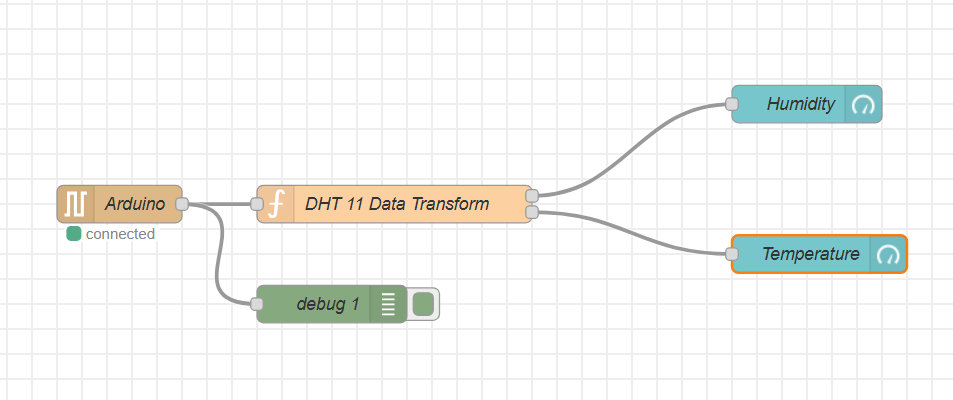 Humidity
Arduino
DHT 11 Data Transform
connected
Temperature
debug 1